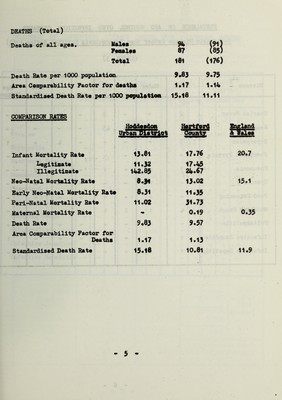 DEATHS (Total)
Deaths of all ages. Males 94 (91)
Females 87 (85)
Total 181 (176)
Death Rate per 1000 population 9.83 9.75
Area Comparability Factor for deaths 1.17 1.14
Standardised Death Rate per 1000 population 15.18 11.11
COMPARISON RATES
Hoddesdon Hertford England
Urban District County & Wales
Infant Mortality Rate 13.81 17.76 20.7
Legitimate 11.32 17.45
Illegitimate 142.85 24.67
Neo-Natal Mortality Rate 8.31 13.02 15.1
Early Neo-Natal Mortality Rate 8.31 11.35
Peri-Natal Mortality Rate 11.02 31.73
Maternal Mortality Rate - 0.19 0.35
Death Rate 9.83 9.57
Area Comparability Factor for
Deaths 1.17 1.13
Standardised Death Rate 15.18 10.81 11.9
- 5 -